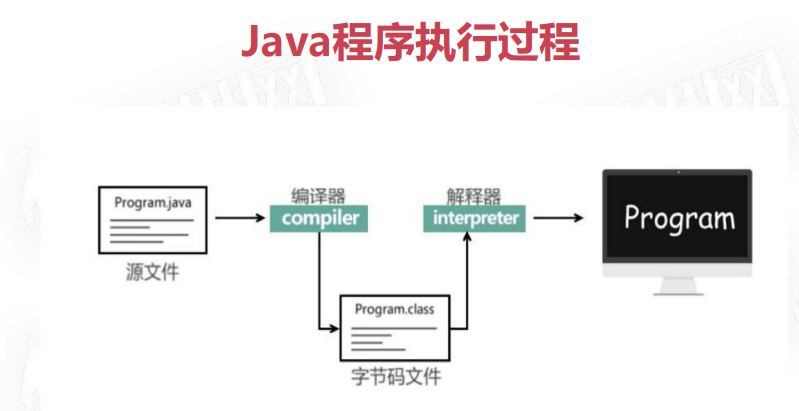 Java程序执行过程
Program.java
源文件
编译器
compiler
Program.class
字节码文件
解释器
interpreter
Program